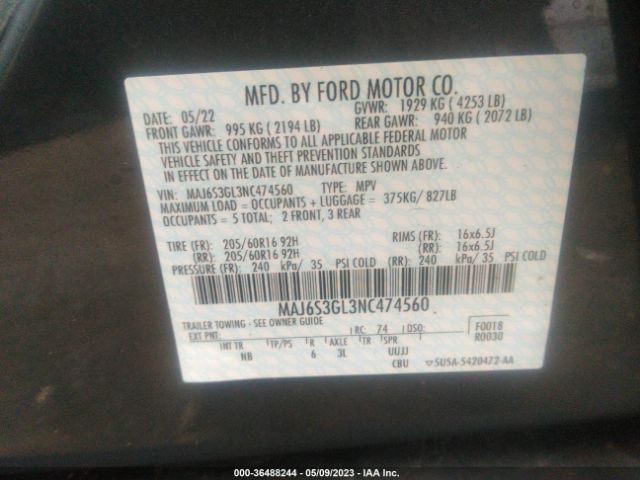 MFD. BY FORD MOTOR CO.
DATE: 05/22 GVWR: 1929 KG ( 4253 LB)
FRONT GAWR: 995 KG ( 2194 LB) REAR GAWR: 940 KG ( 2072 LB)
THIS VEHICLE CONFORMS TO ALL APPLICABLE FEDERAL MOTOR
VEHICLE SAFETY AND THEFT PREVENTION STANDARDS
IN EFFECT ON THE DATE OF MANUFACTURE SHOWN ABOVE.
VIN: MAJ6S3GL3NC474560 TYPE: MPV
MAXIMUM LOAD = OCCUPANTS + LUGGAGE = 375KG/ 827LB
OCCUPANTS = 5 TOTAL; 2 FRONT, 3 REAR
TIRE (FR): 205/60R16 92H RIMS (FR): 16x6.5J
(RR): 205/60R16 92H (RR): 16x6.5J
PRESSURE (FR): 240 kPa/ 35 PSI COLD (RR): 240 kPa/ 35 PSI COLD
MAJ6S3GL3NC474560
TRAILER TOWING - SEE OWNER GUIDE
EXT PNT: RC: 74 DSO: F0018
R0030
INT TR TP/PS R AXLE TR SPR
NB 6 3L UUJJ
CBU 5U5A-5420472-AA
000-36488244 - 05/09/2023 - IAA Inc.